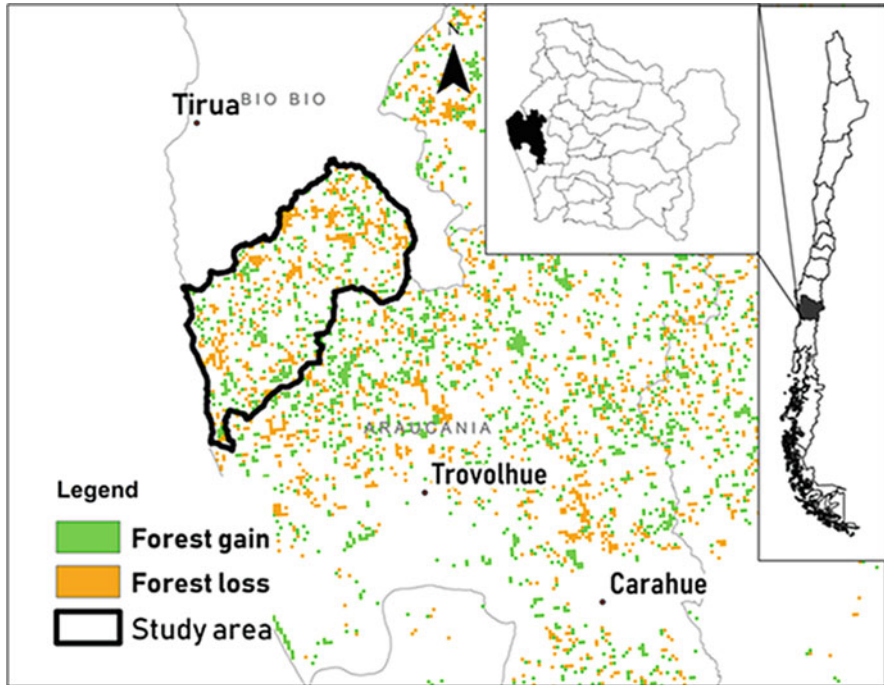 N
Tirua
BIO BIO
ARAUCANIA
Trovolhue
Legend
Forest gain
Forest loss
Study area
Carahue